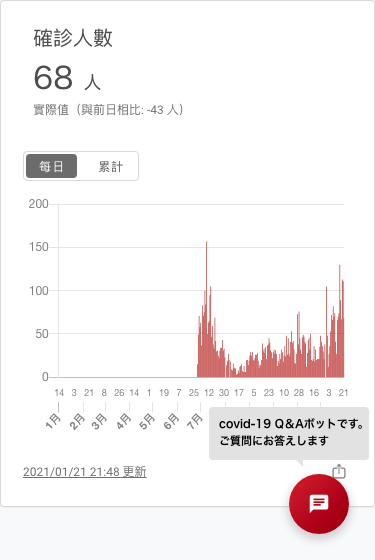 確診人數
68 人
實際值（與前日相比: -43 人）
每日 累計
200
150
100
50
0
14 3 21 8 26 14 1 19 7 25 12 30 17 5 23 10 28 16 3 21
1月 2月 3月 4月 5月 6月 7月
covid-19 Q&Aボットです。
ご質問にお答えします
2021/01/21 21:48 更新